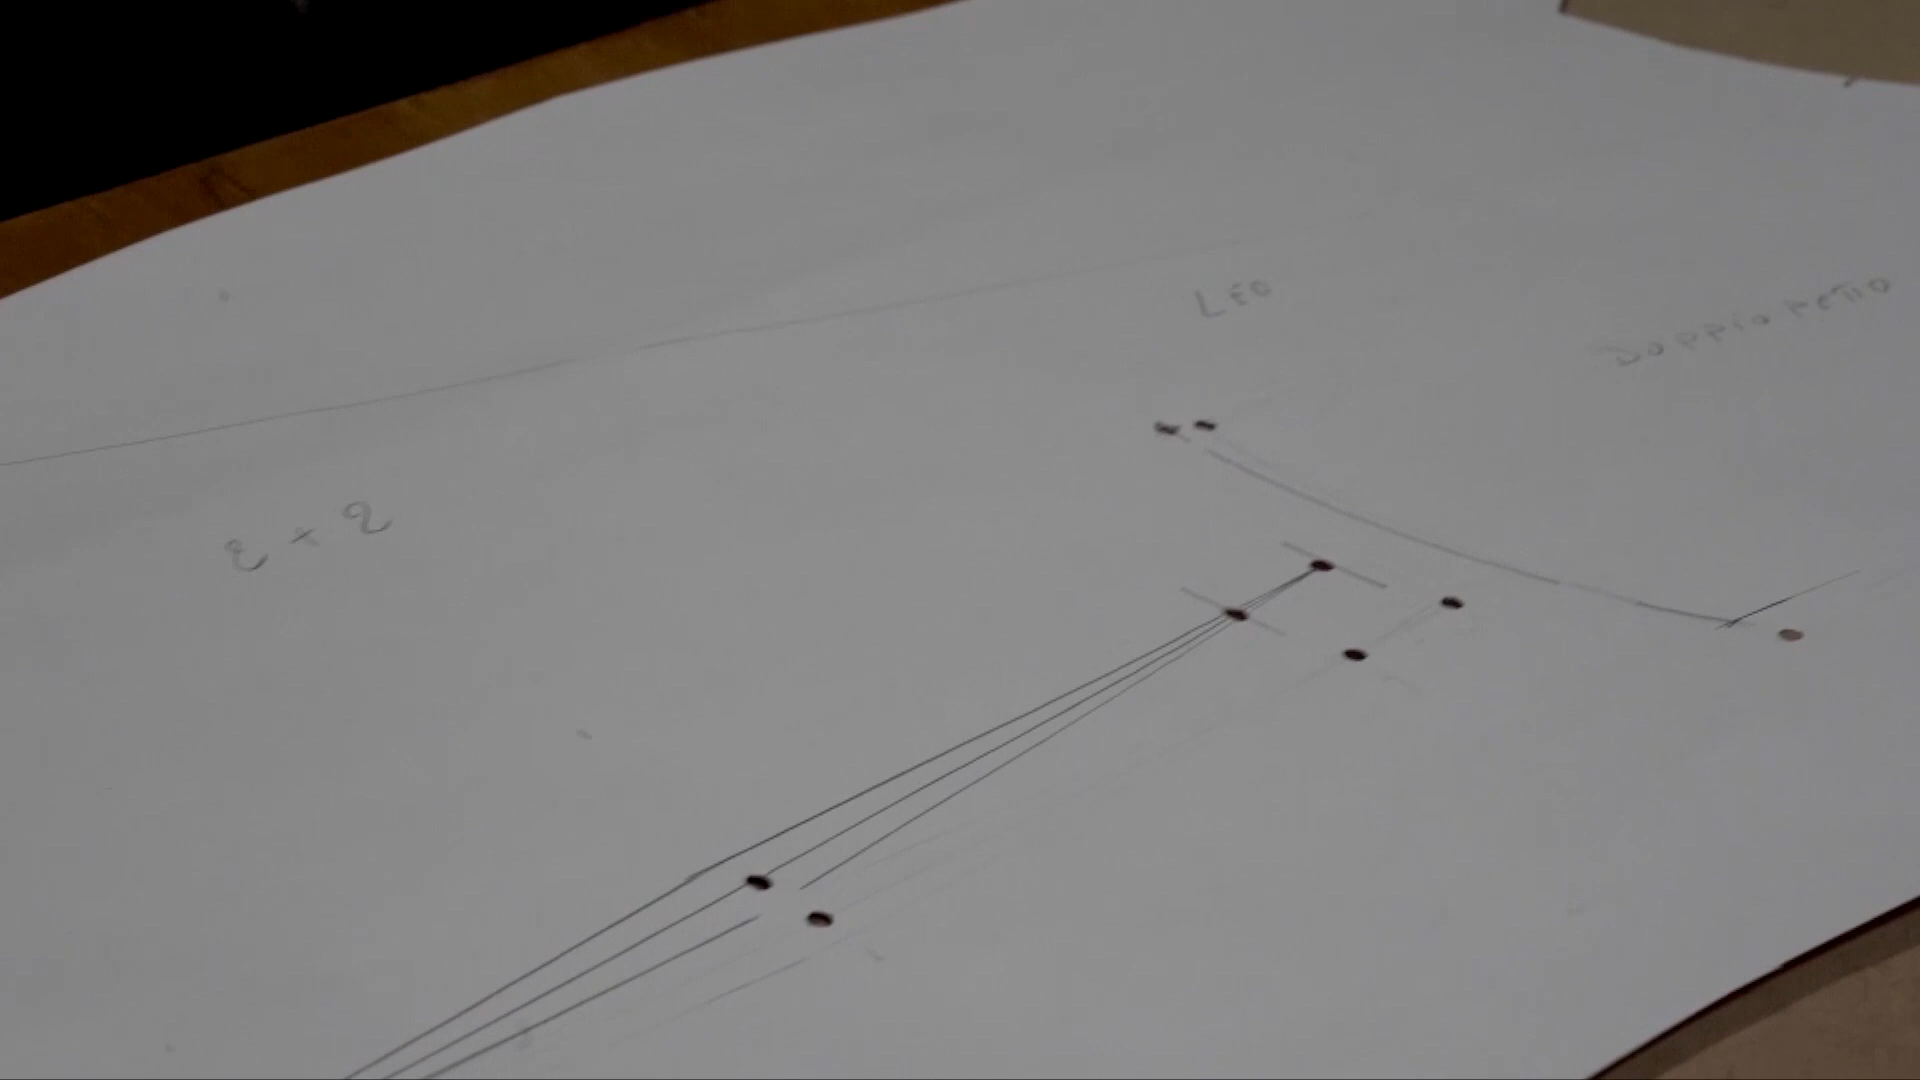 LEO
Doppio PETTO
ε + 2